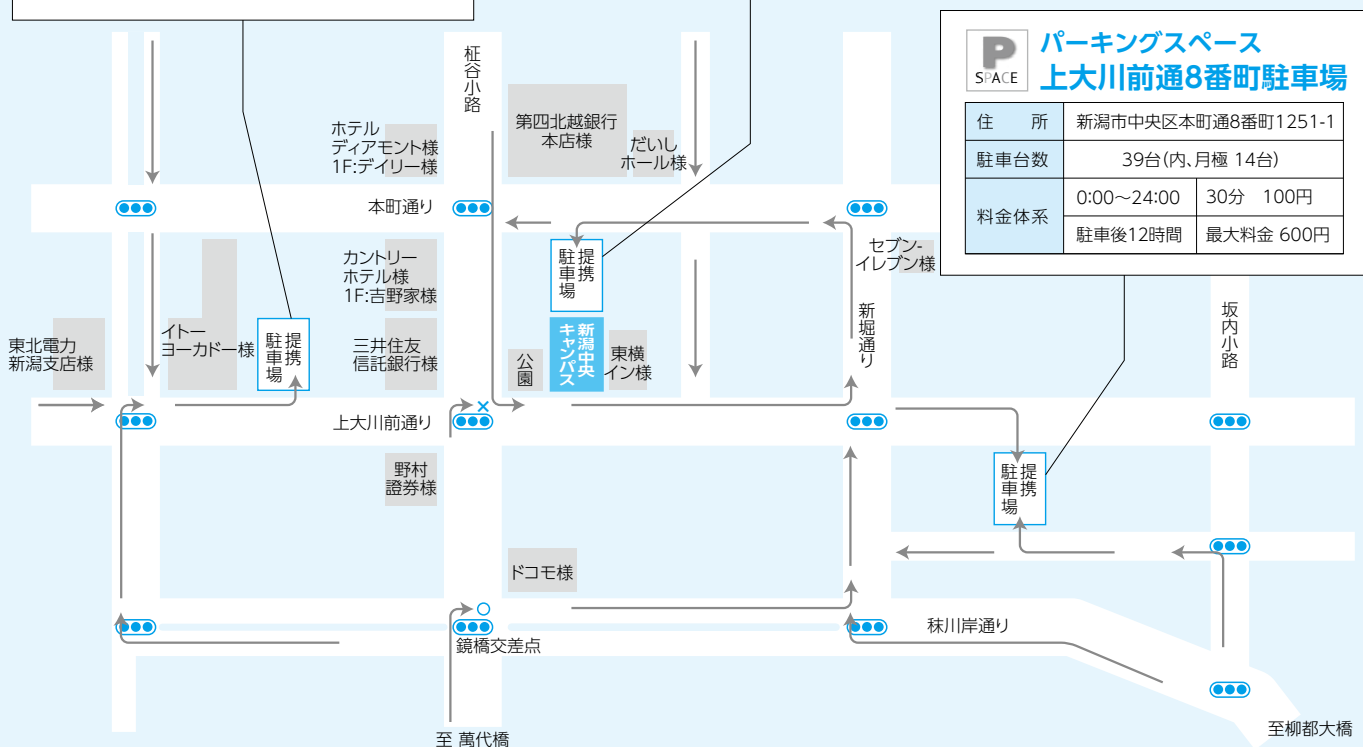 P
SPACE
パーキングスペース
上大川前通8番町駐車場
住 所
新潟市中央区本町通8番町1251-1
駐車台数
39台(内、月極 14台)
料金体系
0:00〜24:00
30分 100円
駐車後12時間
最大料金 600円
柾谷小路
ホテル
ディアモント様
1F:デイリー様
第四北越銀行
本店様
だいし
ホール様
本町通り
カントリー
ホテル様
1F:吉野家様
提携
駐車場
セブン-
イレブン様
新堀通り
坂内小路
東北電力
新潟支店様
イトー
ヨーカドー様
提携
駐車場
三井住友
信託銀行様
公園
新潟中央
キャンパス
東横
イン様
上大川前通り
野村
證券様
提携
駐車場
ドコモ様
秣川岸通り
鏡橋交差点
至 萬代橋
至柳都大橋